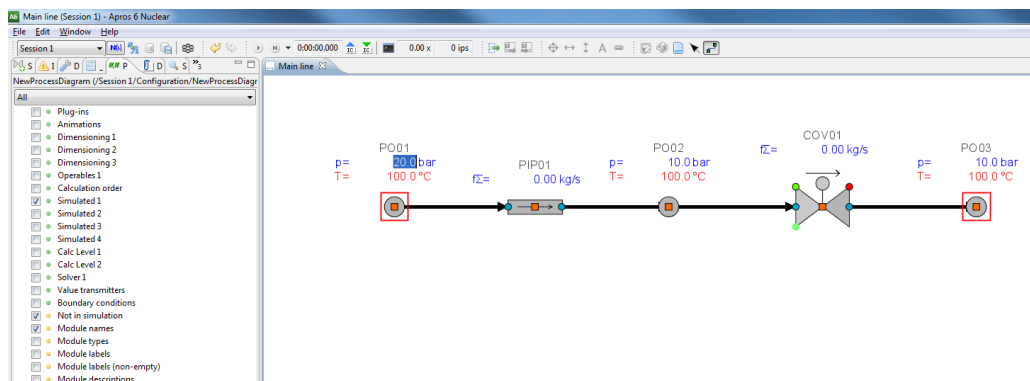 Main line (Session 1) - Apros 6 Nuclear
File Edit Window Help
Session 1 0:00:00.000 IC IC 0.00 x 0 ips
S I D P D S "3
Main line
NewProcessDiagram (/Session 1/Configuration/NewProcessDiagr
All
Plug-ins
Animations
Dimensioning 1
Dimensioning 2
Dimensioning 3
Operables 1
Calculation order
Simulated 1
Simulated 2
Simulated 3
Simulated 4
Calc Level 1
Calc Level 2
Solver 1
Value transmitters
Boundary conditions
Not in simulation
Module names
Module types
Module labels
Module labels (non-empty)
Module descriptions
PO01
p= 20.0 bar
T= 100.0 °C
PIP01
fΣ= 0.00 kg/s
PO02
p= 10.0 bar
T= 100.0 °C
COV01
fΣ= 0.00 kg/s
PO03
p= 10.0 bar
T= 100.0 °C